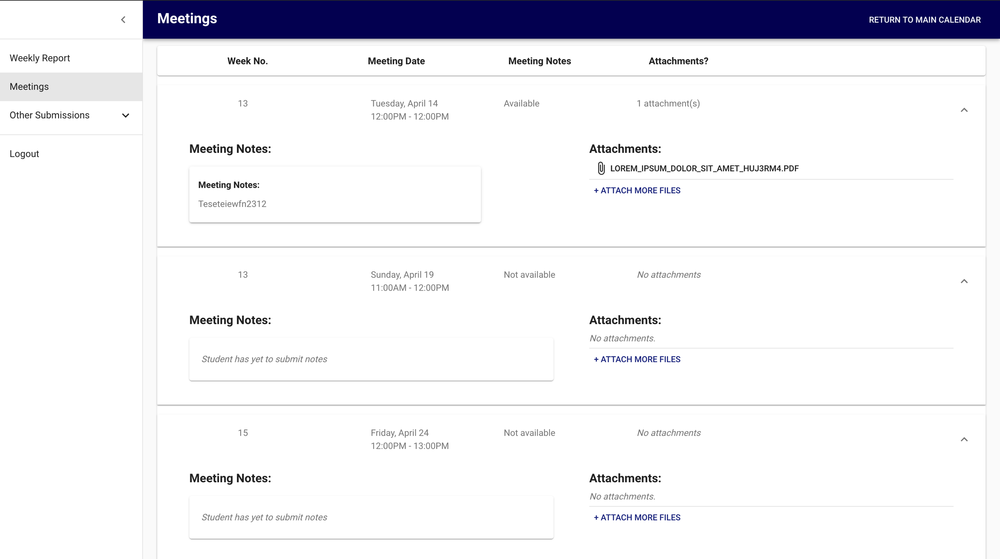 Meetings
RETURN TO MAIN CALENDAR
Weekly Report
Meetings
Other Submissions
Logout
Week No. Meeting Date Meeting Notes Attachments?
13 Tuesday, April 14 Available 1 attachment(s)
12:00PM - 12:00PM
Meeting Notes:
Meeting Notes:
Teseteiewfn2312
Attachments:
LOREM_IPSUM_DOLOR_SIT_AMET_HUJ3RM4.PDF
+ ATTACH MORE FILES
13 Sunday, April 19 Not available No attachments
11:00AM - 12:00PM
Meeting Notes:
Student has yet to submit notes
Attachments:
No attachments.
+ ATTACH MORE FILES
15 Friday, April 24 Not available No attachments
12:00PM - 13:00PM
Meeting Notes:
Student has yet to submit notes
Attachments:
No attachments.
+ ATTACH MORE FILES